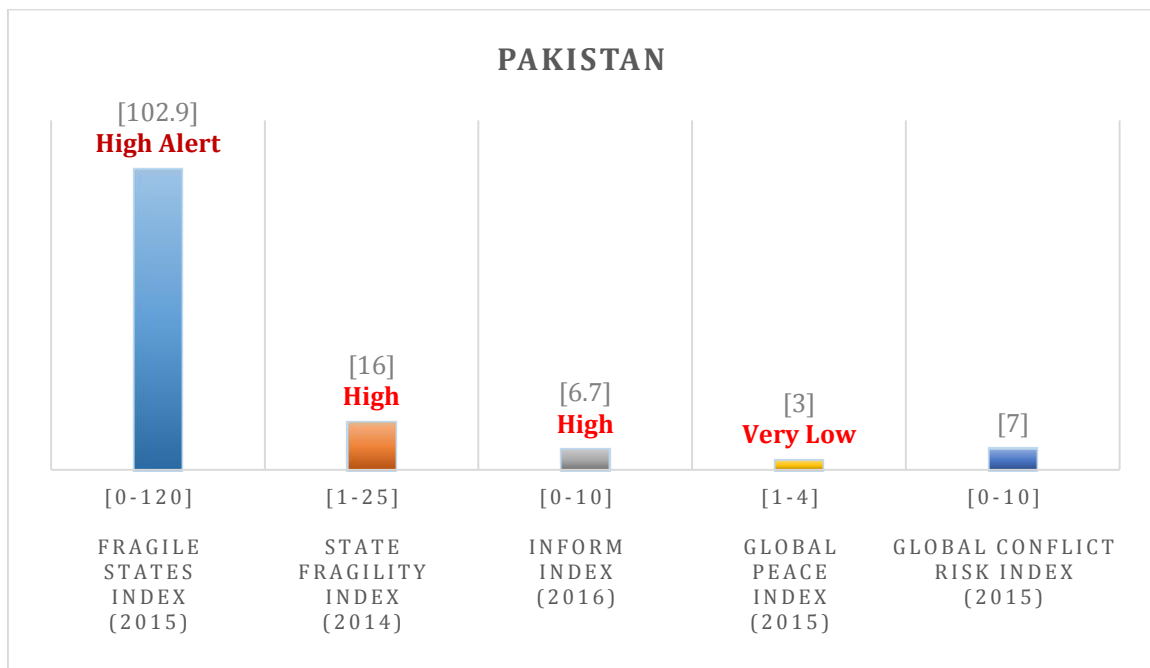 PAKISTAN
[102.9]
High Alert
[16]
High
[6.7]
High
[3]
Very Low
[7]
[0-120]
FRAGILE
STATES
INDEX
(2015)
[1-25]
STATE
FRAGILITY
INDEX
(2014)
[0-10]
INFORM
INDEX
(2016)
[1-4]
GLOBAL
PEACE
INDEX
(2015)
[0-10]
GLOBAL CONFLICT
RISK INDEX
(2015)